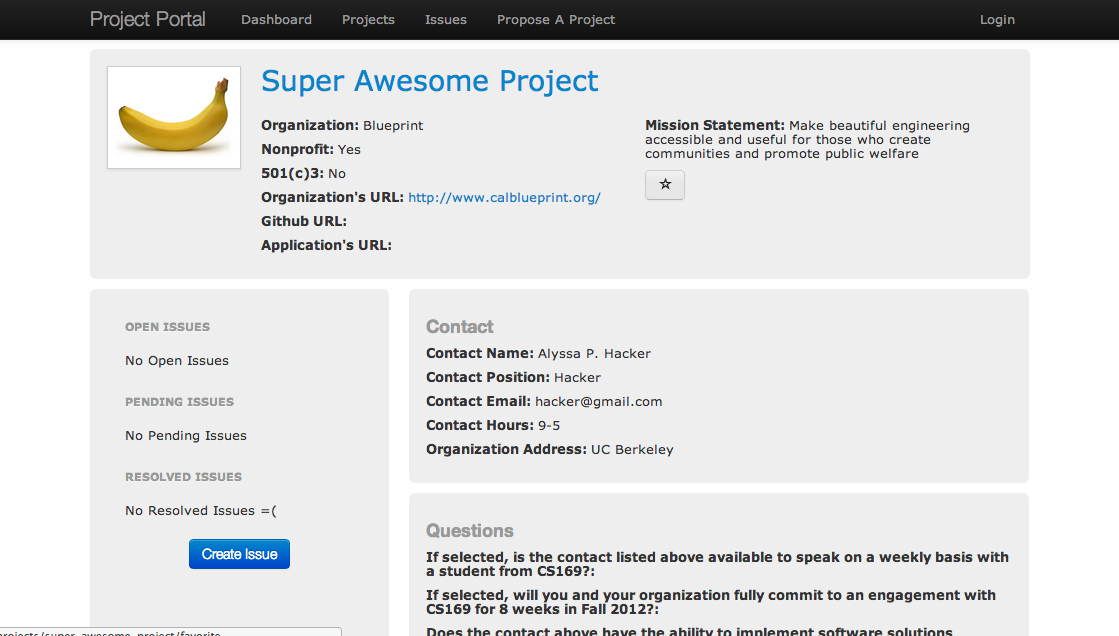 Project Portal Dashboard Projects Issues Propose A Project Login
Super Awesome Project
Organization: Blueprint
Nonprofit: Yes
501(c)3: No
Organization's URL: http://www.calblueprint.org/
Github URL:
Application's URL:
Mission Statement: Make beautiful engineering
accessible and useful for those who create
communities and promote public welfare
OPEN ISSUES
No Open Issues
PENDING ISSUES
No Pending Issues
RESOLVED ISSUES
No Resolved Issues =(
Create Issue
Contact
Contact Name: Alyssa P. Hacker
Contact Position: Hacker
Contact Email: hacker@gmail.com
Contact Hours: 9-5
Organization Address: UC Berkeley
Questions
If selected, is the contact listed above available to speak on a weekly basis with
a student from CS169?:
If selected, will you and your organization fully commit to an engagement with
CS169 for 8 weeks in Fall 2012?:
Does the contact above have the ability to implement software solutions
projects/super_awesome_project/favorite